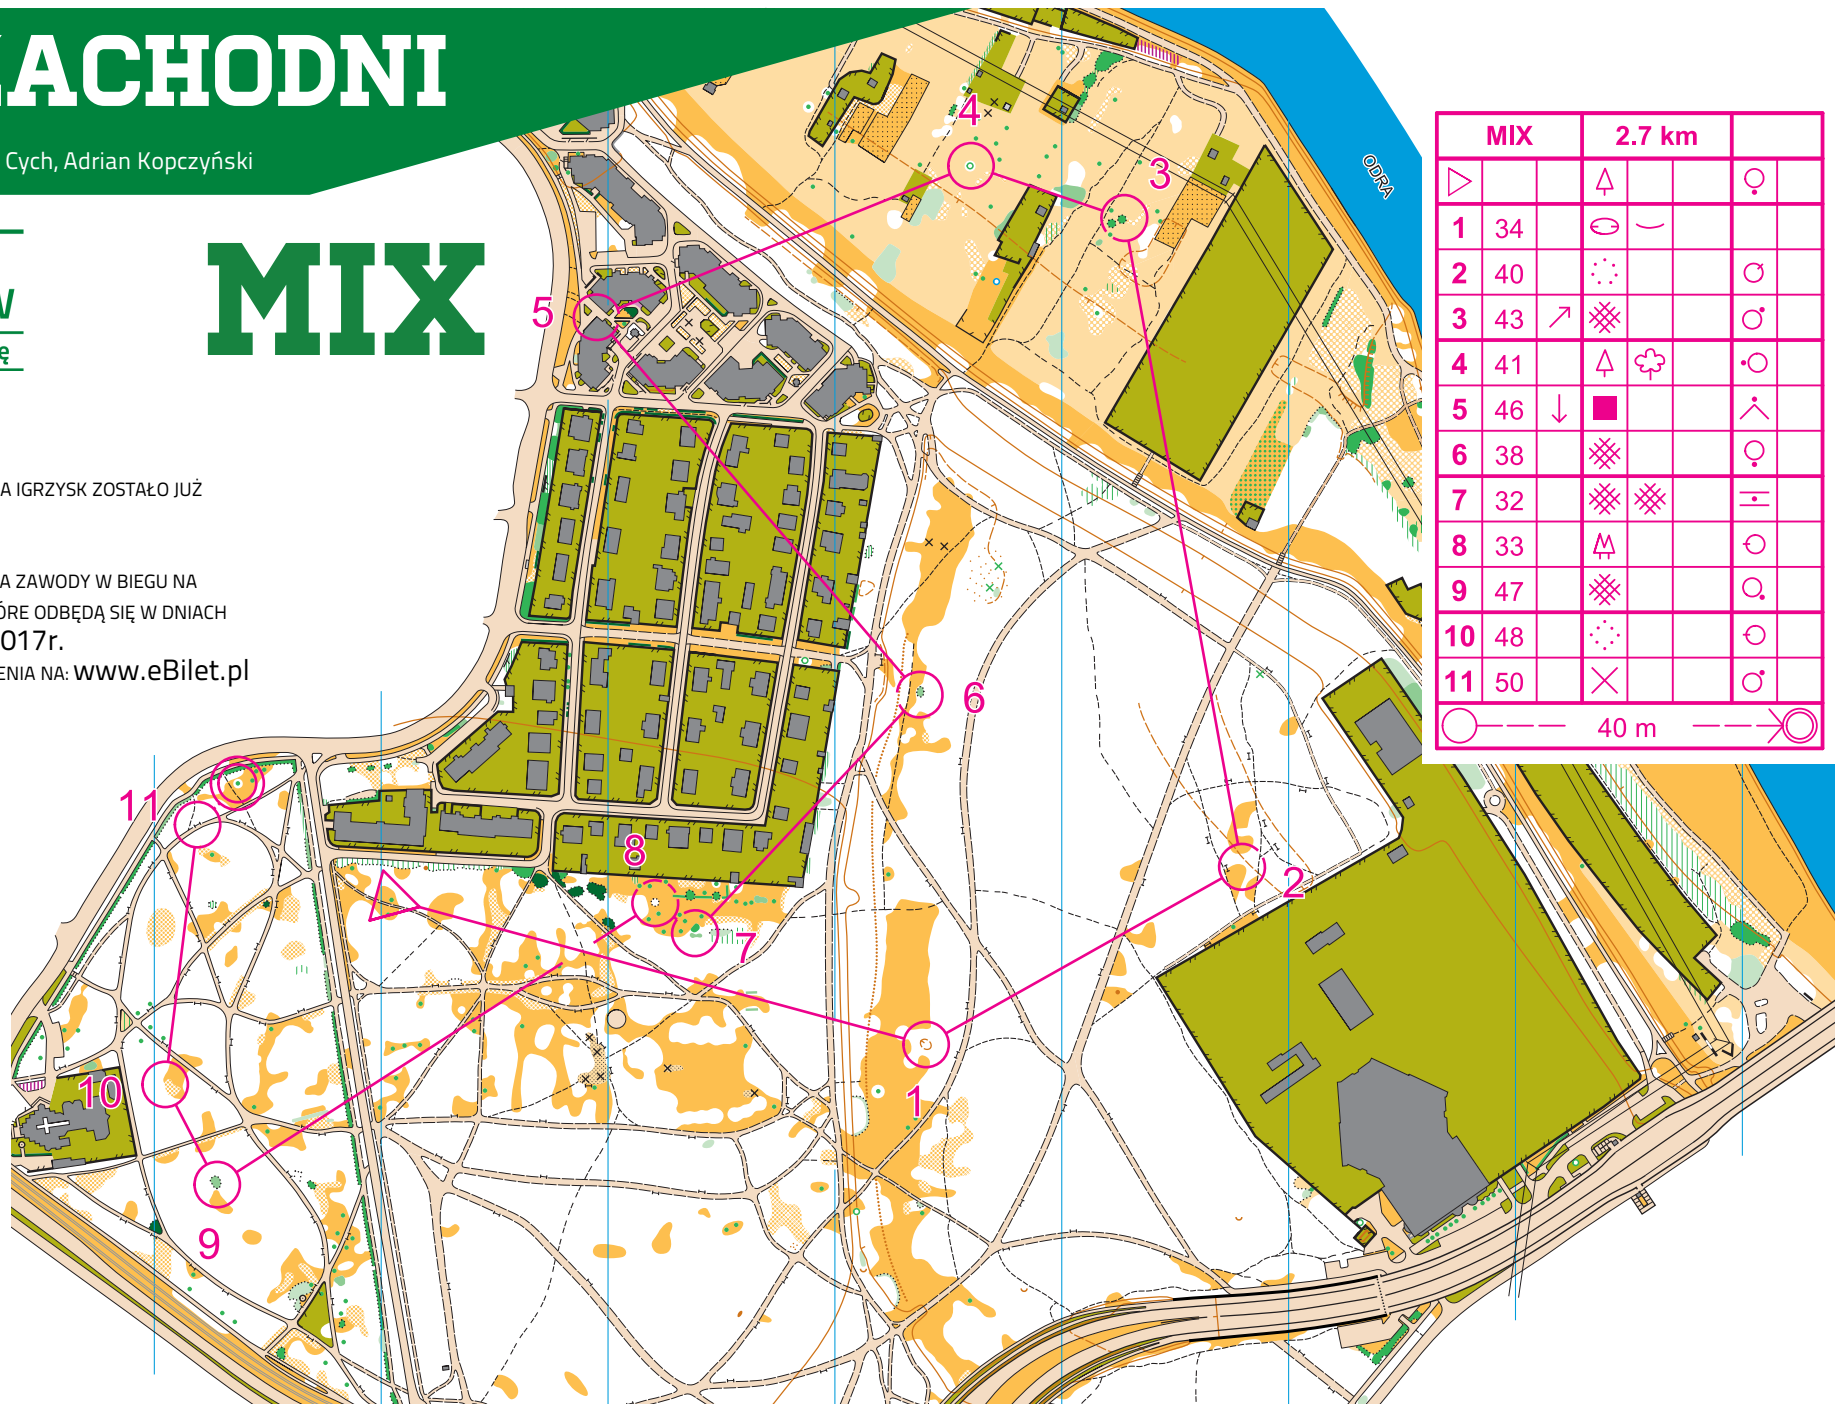 ZACHODNI
Cych, Adrian Kopczyński
MIX
A IGRZYSK ZOSTAŁO JUŻ
A ZAWODY W BIEGU NA
ÓRE ODBĘDĄ SIĘ W DNIACH
017r.
ENIA NA: www.eBilet.pl
ODRA
4
3
5
6
2
8
7
1
11
10
9
MIX 2.7 km
1 34
2 40
3 43
4 41
5 46
6 38
7 32
8 33
9 47
10 48
11 50
40 m